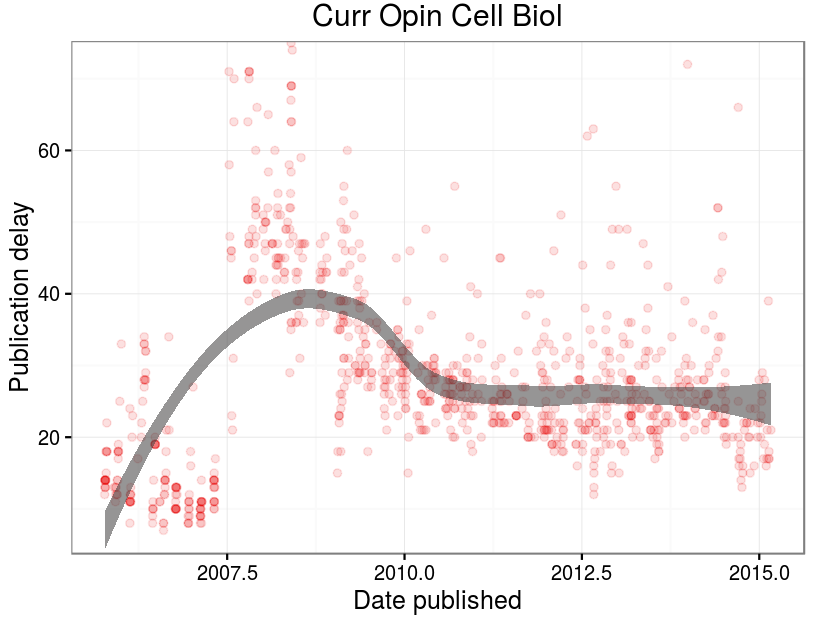 Curr Opin Cell Biol
Publication delay
60
40
20
2007.5 2010.0 2012.5 2015.0
Date published